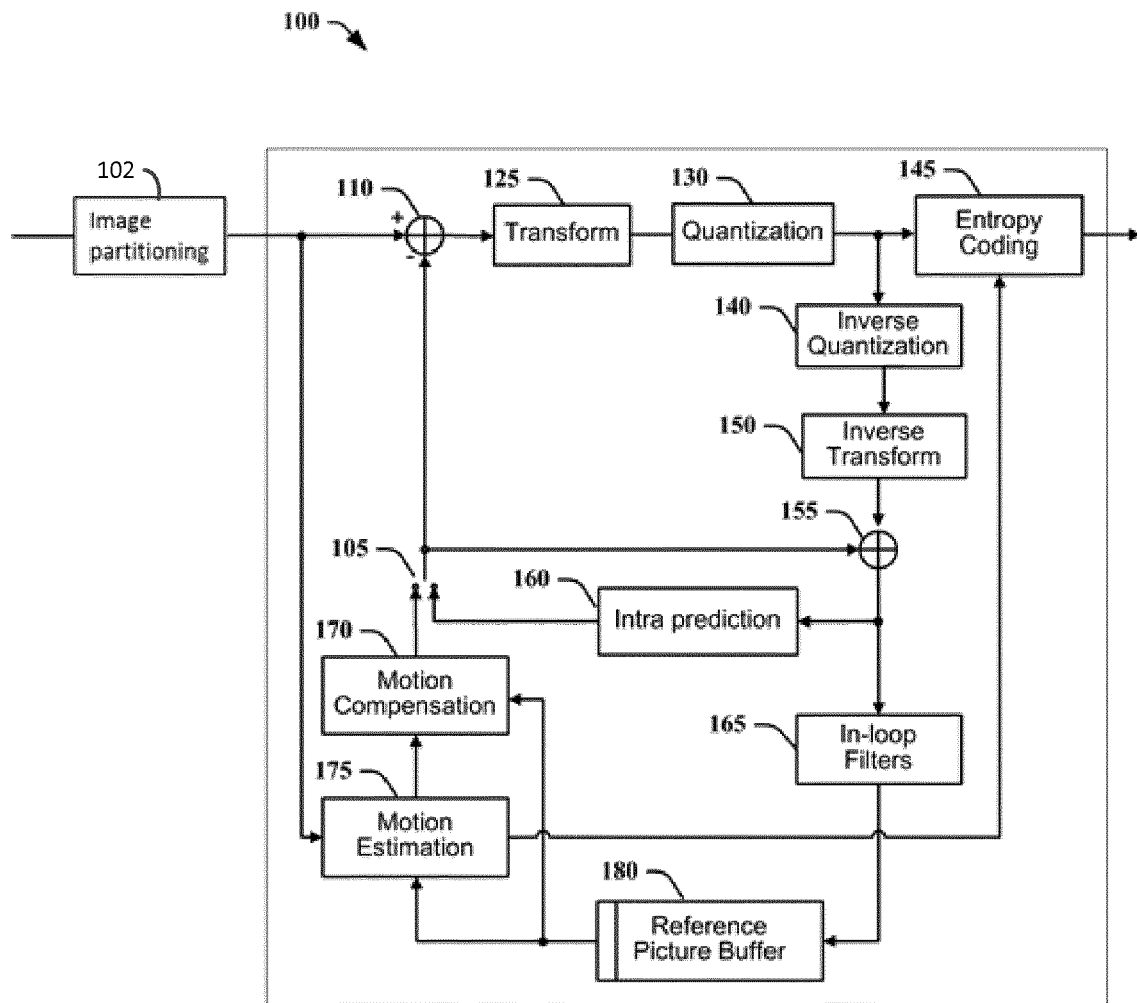 100
102
Image
partitioning
110
+
-
125
Transform
130
Quantization
145
Entropy
Coding
140
Inverse
Quantization
150
Inverse
Transform
155
105
160
Intra prediction
170
Motion
Compensation
165
In-loop
Filters
175
Motion
Estimation
180
Reference
Picture Buffer